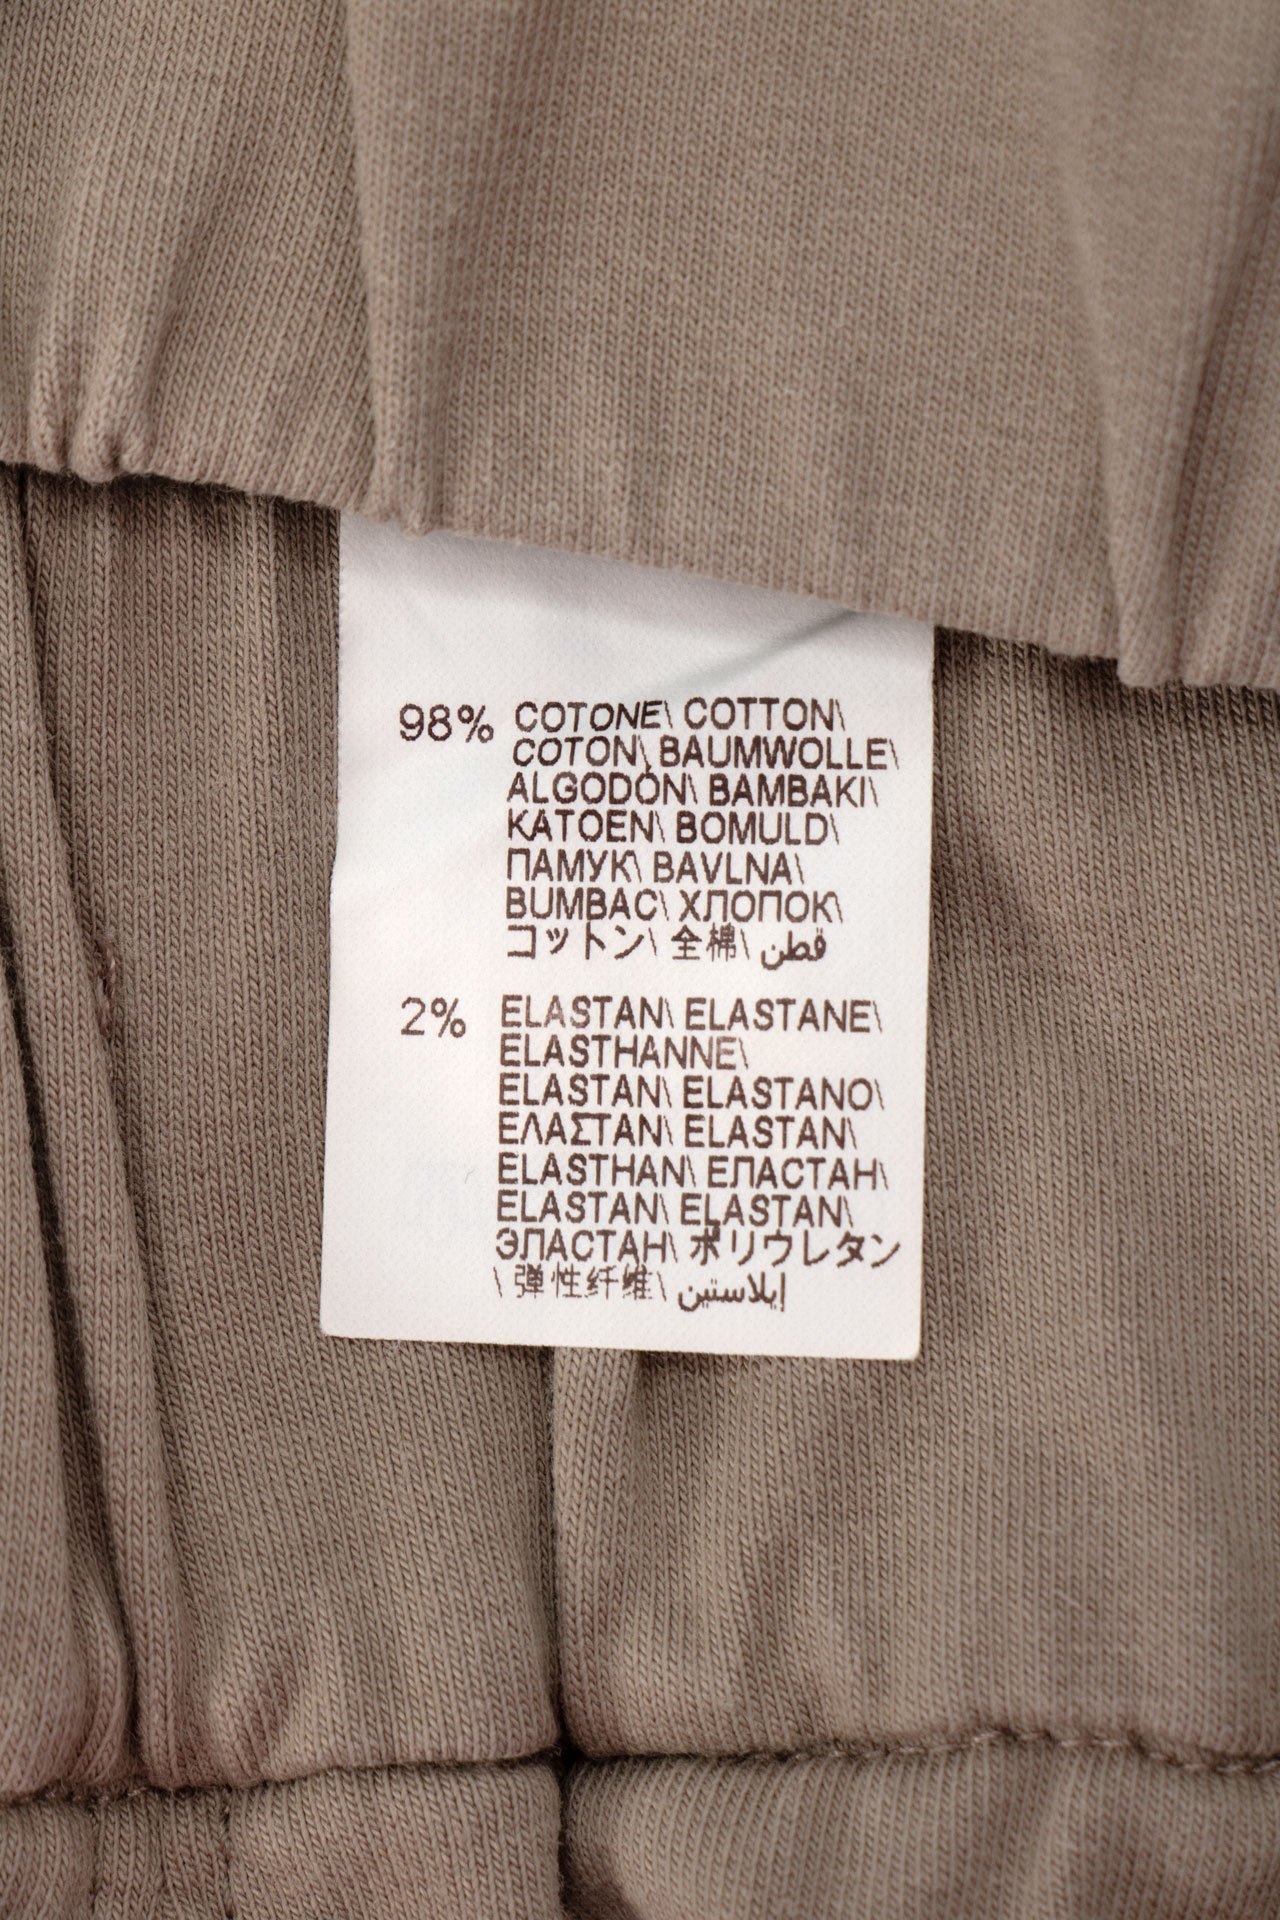 98% COTONE\ COTTON\
COTON\ BAUMWOLLE\
ALGODÓN\ BAMBAKI\
KATOEN\ BOMULD\
ПАМУК\ BAVLNA\
BUMBAC\ ХЛОПОК\
コットン\ 全棉\ قطن
2% ELASTAN\ ELASTANE\
ELASTHANNE\
ELASTAN\ ELASTANO\
ΕΛΑΣΤΑΝ\ ELASTAN\
ELASTHAN\ ЕПАСТАН\
ELASTAN\ ELASTAN\
ЭЛАСТАН\ ポリウレタン
\ 弹性纤维\ إيلاستين